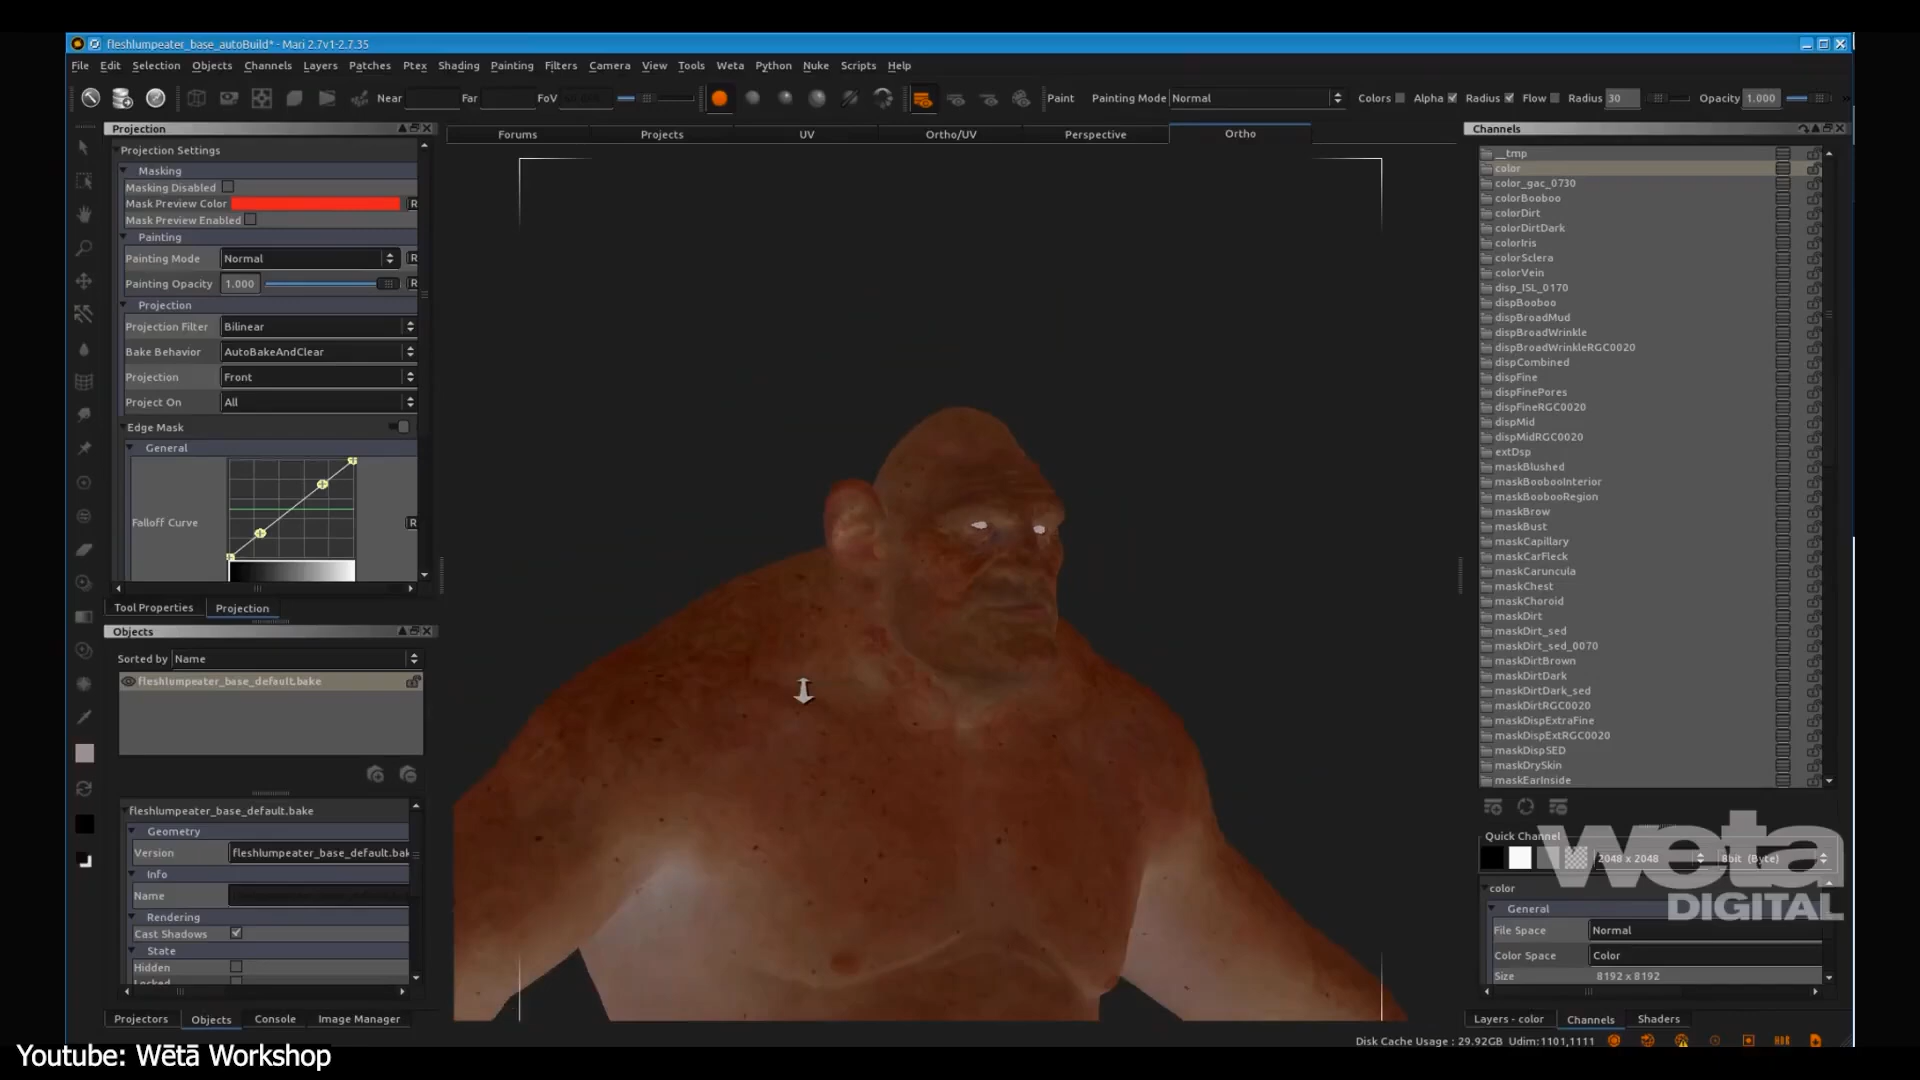 fleshlumpeater_base_autoBuild* - Mari 2.7v1-2.7.35
File Edit Selection Objects Channels Layers Patches Ptex Shading Painting Filters Camera View Tools Weta Python Nuke Scripts Help
Near Far FoV Paint Painting Mode Normal Colors Alpha Radius Flow Radius 30 Opacity 1.000
Projection
Projection Settings
Masking
Masking Disabled
Mask Preview Color R
Mask Preview Enabled
Painting
Painting Mode Normal R
Painting Opacity 1.000 R
Projection
Projection Filter Bilinear
Bake Behavior AutoBakeAndClear
Projection Front
Project On All
Edge Mask
General
Falloff Curve R
Tool Properties Projection
Objects
Sorted by Name
fleshlumpeater_base_default.bake
fleshlumpeater_base_default.bake
Geometry
Version fleshlumpeater_base_default.bak
Info
Name
Rendering
Cast Shadows
State
Hidden
Projectors Objects Console Image Manager
Forums Projects UV Ortho/UV Perspective Ortho
Channels
__tmp
color
color_gac_0730
colorBooboo
colorDirt
colorDirtDark
colorIris
colorSclera
colorVein
disp_ISL_0170
dispBooboo
dispBroadMud
dispBroadWrinkle
dispBroadWrinkleRGC0020
dispCombined
dispFine
dispFinePores
dispFineRGC0020
dispMid
dispMidRGC0020
extDsp
maskBlushed
maskBoobooInterior
maskBoobooRegion
maskBrow
maskBust
maskCapillary
maskCarFleck
maskCaruncula
maskChest
maskChoroid
maskDirt
maskDirt_sed
maskDirt_sed_0070
maskDirtBrown
maskDirtDark
maskDirtDark_sed
maskDirtRGC0020
maskDispExtraFine
maskDispExtRGC0020
maskDispSED
maskDrySkin
maskEarInside
Quick Channel
2048 x 2048 8bit (Byte)
color
General
File Space Normal
Color Space Color
Size 8192 x 8192
Layers - color Channels Shaders
Disk Cache Usage : 29.92GB Udim:1101,1111
weta
DIGITAL
Youtube: Wētā Workshop